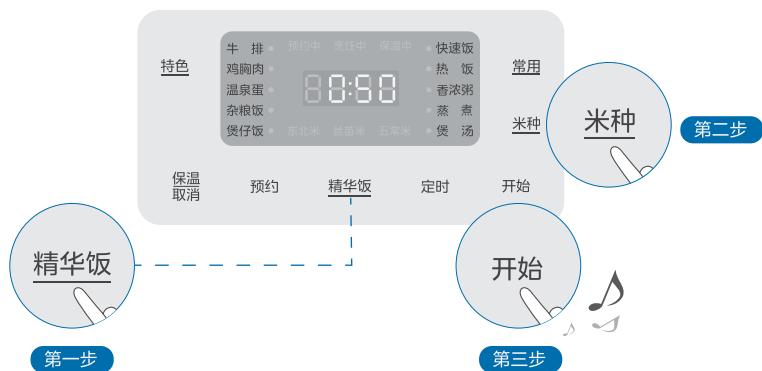 特色
牛 排
鸡胸肉
温泉蛋
杂粮饭
煲仔饭
预约中 烹饪中 保温中
0:50
东北米 长苗米 五常米
快速饭
热 饭
香浓粥
蒸 煮
煲 汤
常用
米种
米种
第二步
保温
取消
预约
精华饭
定时
开始
精华饭
第一步
开始
第三步